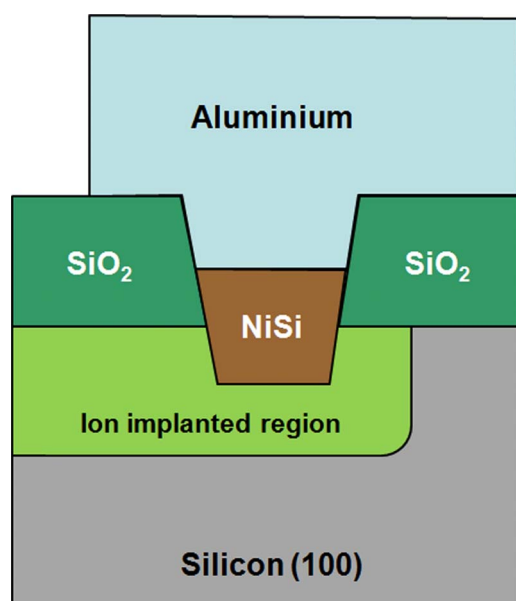 Aluminium
SiO₂
SiO₂
NiSi
Ion implanted region
Silicon (100)